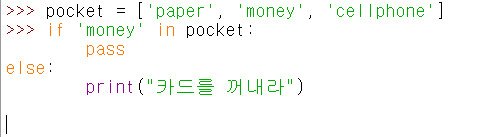 >>> pocket = ['paper', 'money', 'cellphone']
>>> if 'money' in pocket:
        pass
else:
        print("카드를 꺼내라")